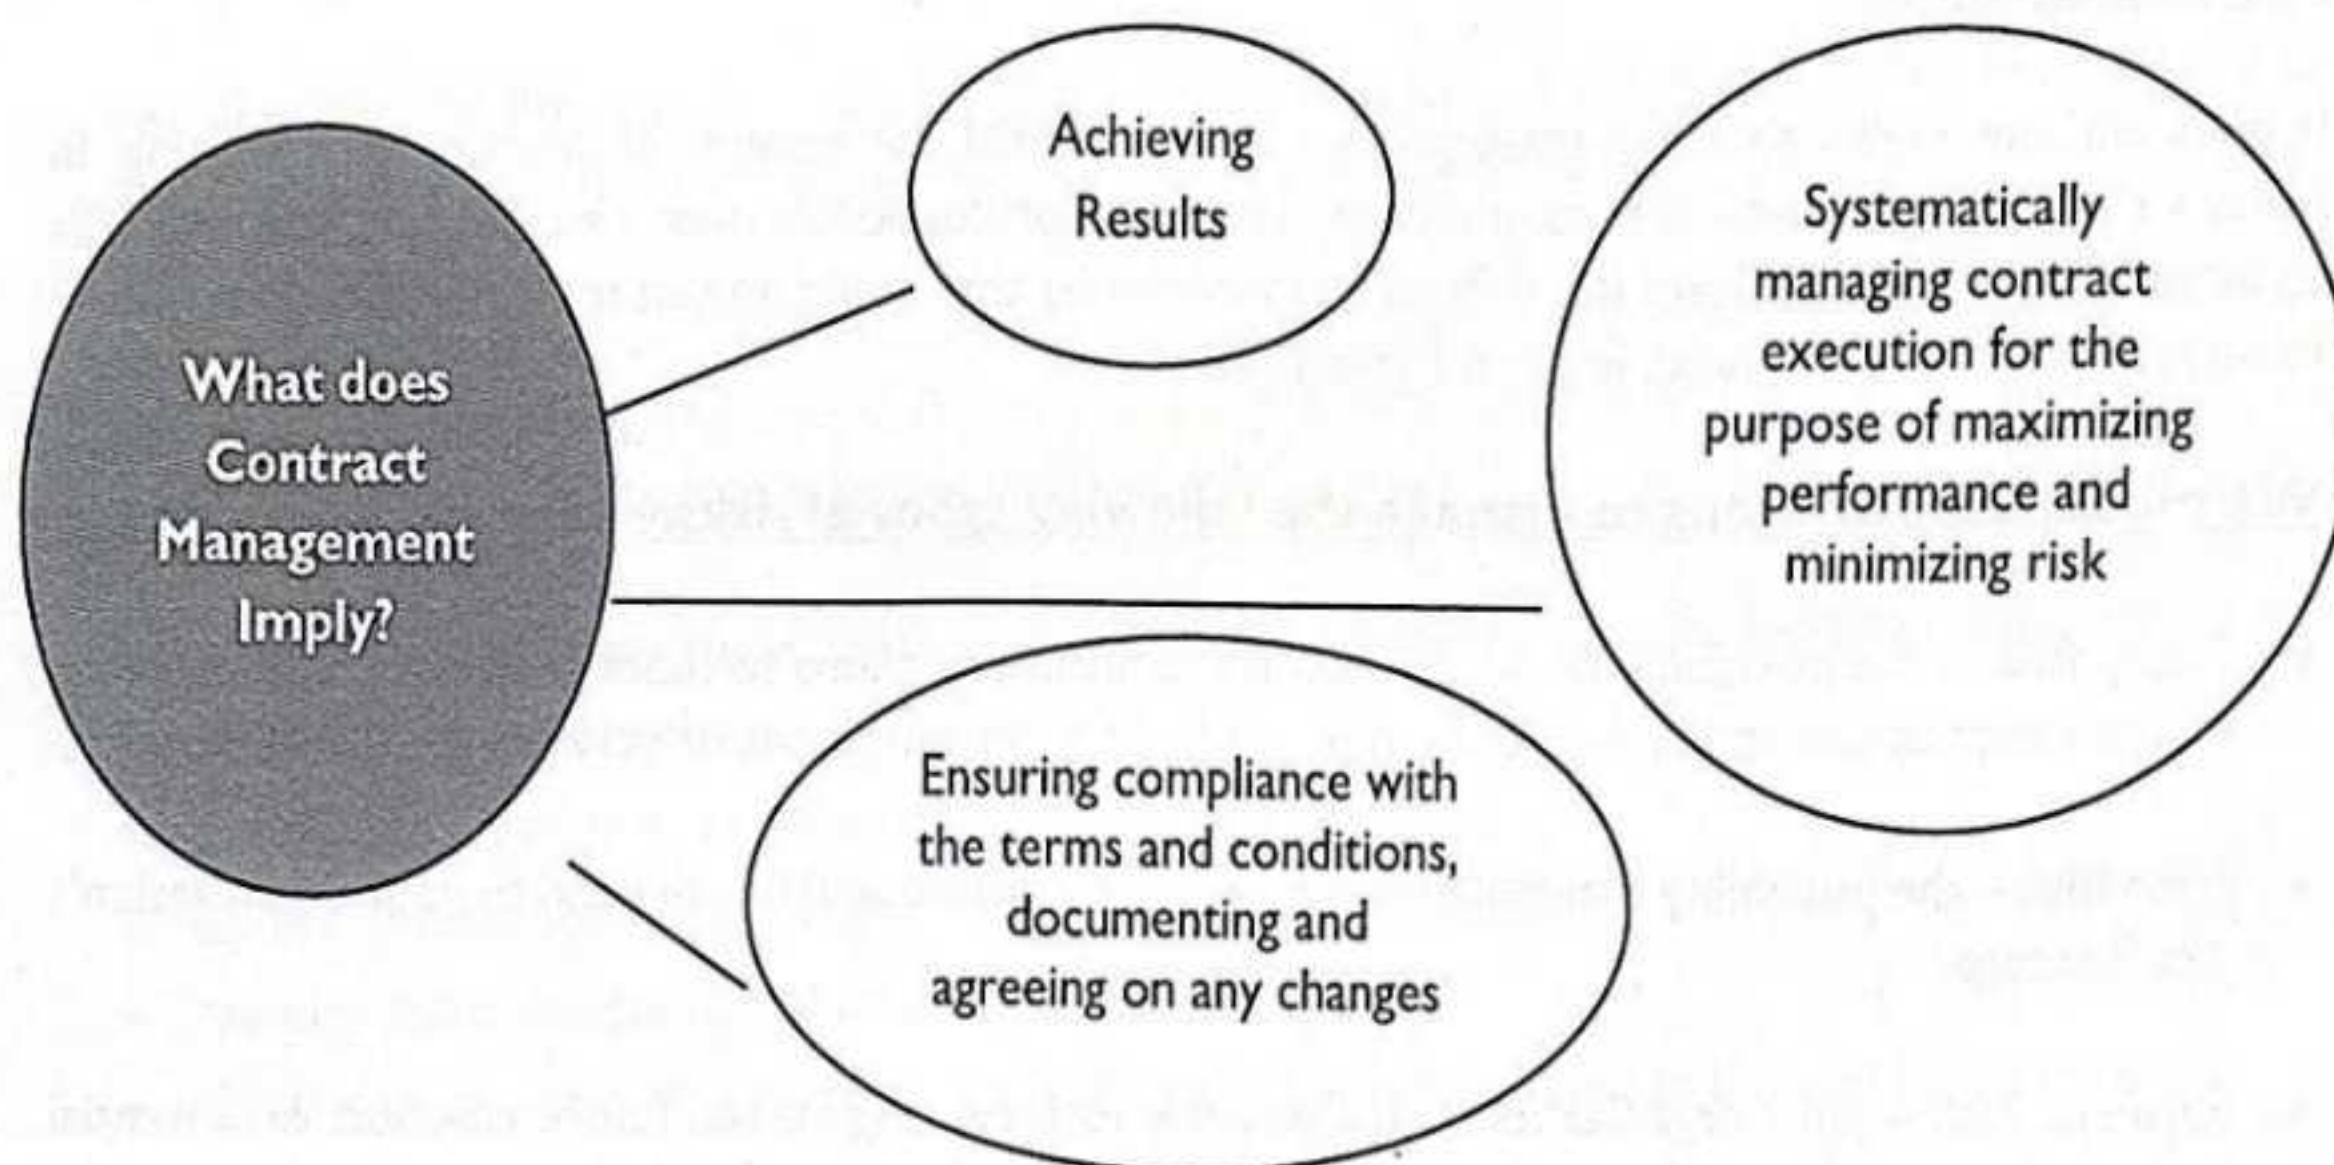 What does
Contract
Management
Imply?
Achieving
Results
Systematically
managing contract
execution for the
purpose of maximizing
performance and
minimizing risk
Ensuring compliance with
the terms and conditions,
documenting and
agreeing on any changes